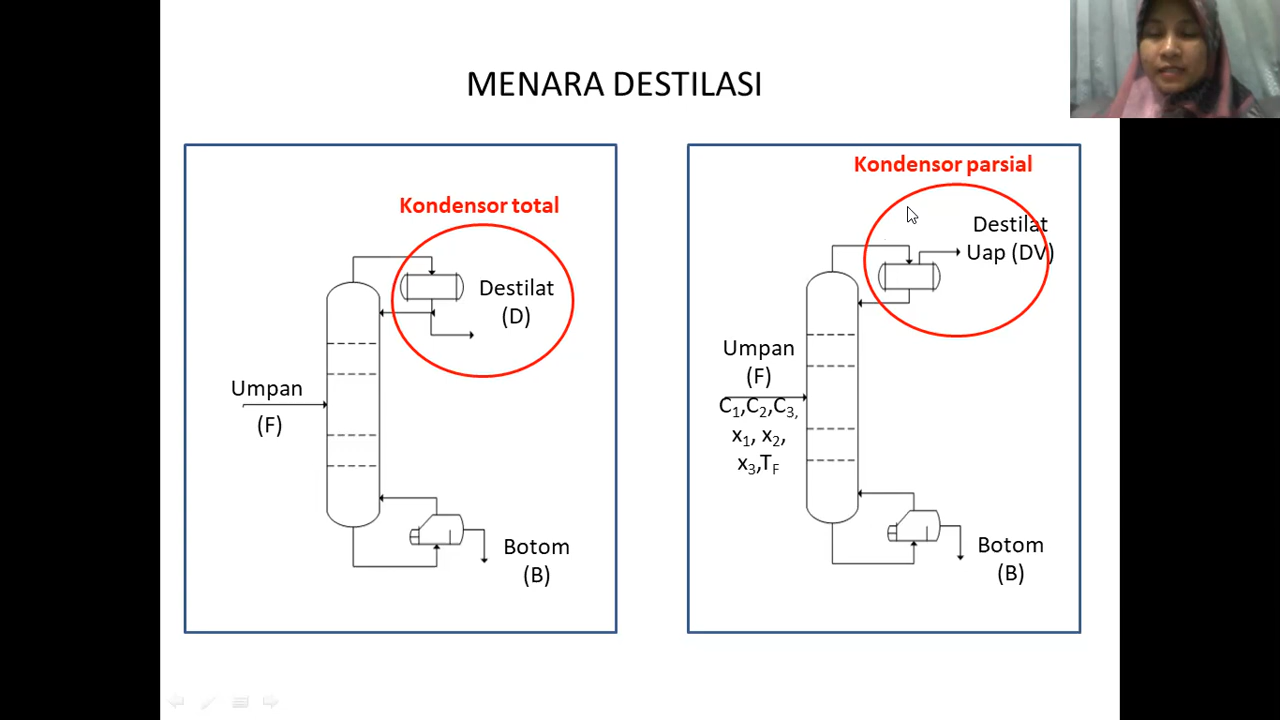 MENARA DESTILASI
Kondensor total
Destilat
(D)
Umpan
(F)
Botom
(B)
Kondensor parsial
Destilat
Uap (DV)
Umpan
(F)
C₁,C₂,C₃,
x₁, x₂,
x₃,T_F
Botom
(B)